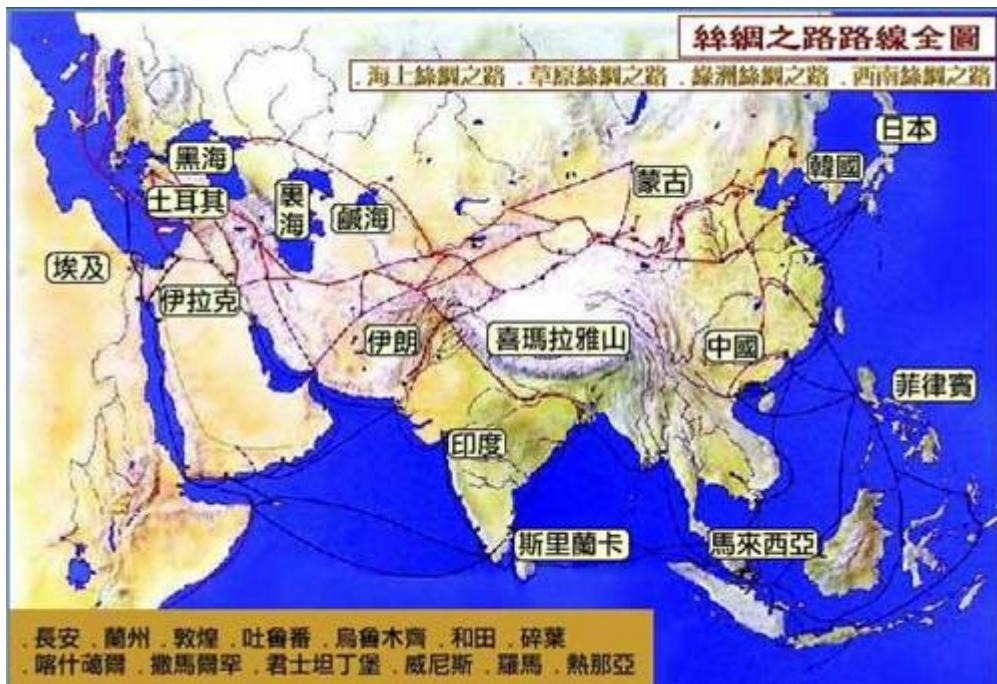 絲綢之路路線全圖
．海上絲綢之路．草原絲綢之路．綠洲絲綢之路．西南絲綢之路
日本
黑海
韓國
蒙古
土耳其
裏海
鹹海
埃及
伊拉克
伊朗
喜瑪拉雅山
中國
菲律賓
印度
斯里蘭卡
馬來西亞
．長安．蘭州．敦煌．吐魯番．烏魯木齊．和田．碎葉
．喀什噶爾．撒馬爾罕．君士坦丁堡．威尼斯．羅馬．熱那亞